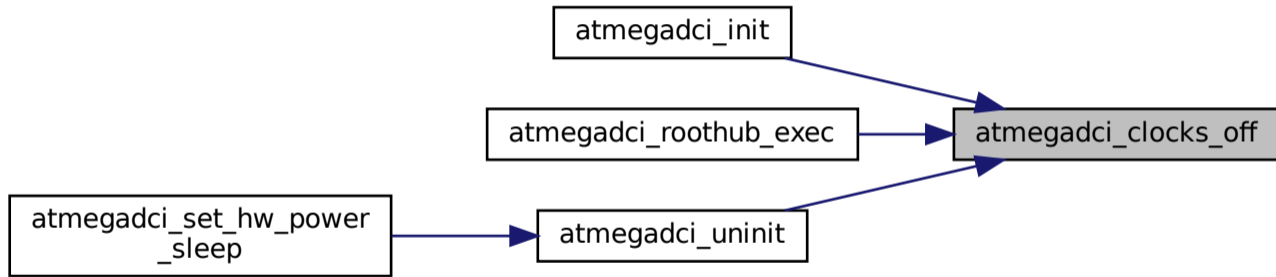 atmegadci_init
atmegadci_roothub_exec
atmegadci_clocks_off
atmegadci_set_hw_power
_sleep
atmegadci_uninit